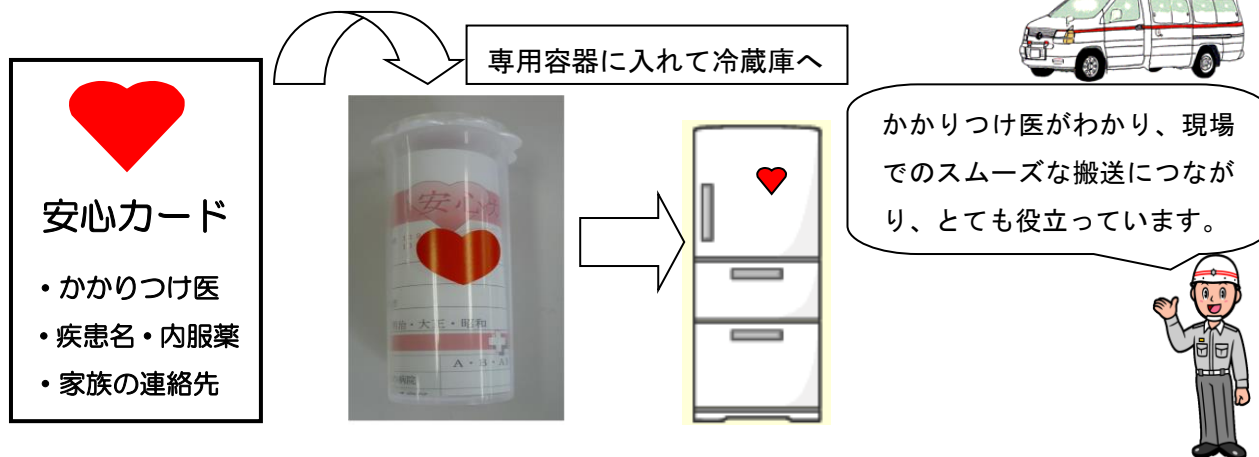 専用容器に入れて冷蔵庫へ
安心カード
・かかりつけ医
・疾患名・内服薬
・家族の連絡先
安心
治・大正・昭和
A・B・A
病院
かかりつけ医がわかり、現場
でのスムーズな搬送につなが
り、とても役立っています。